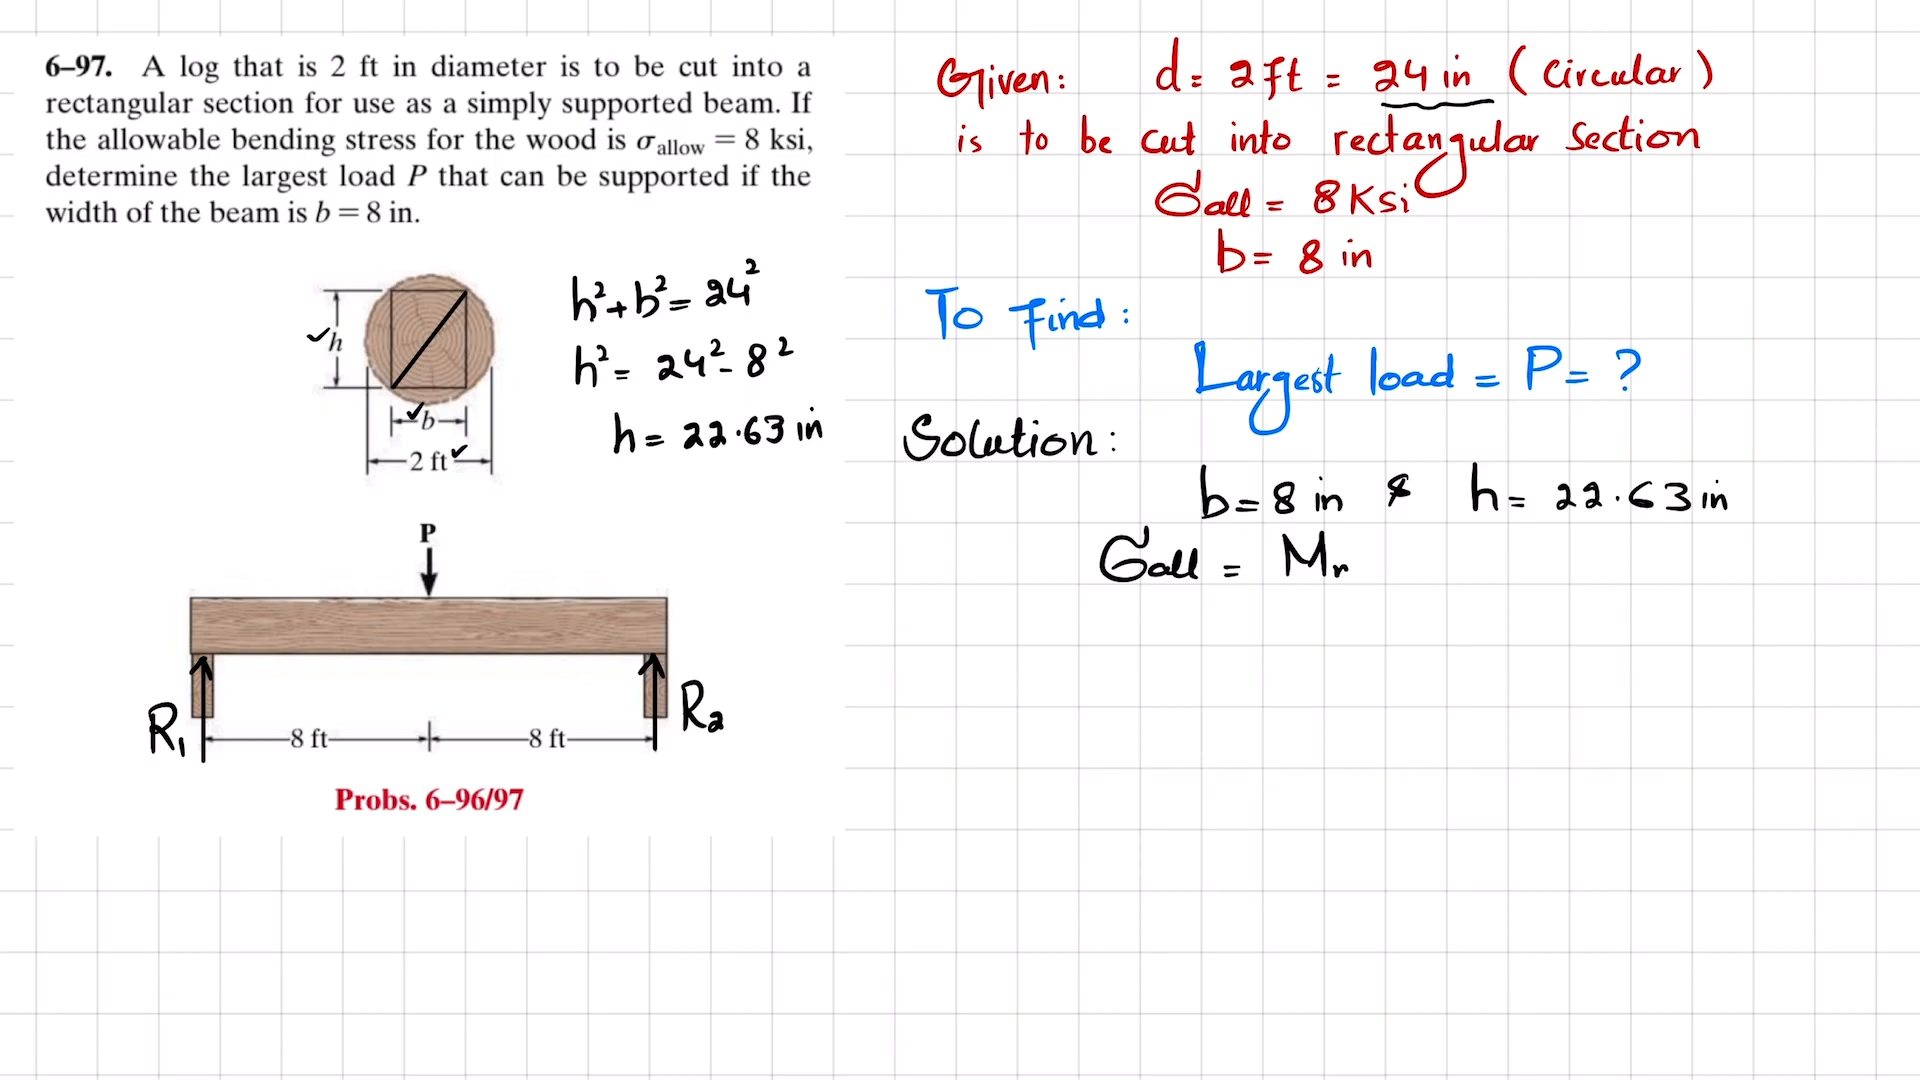 6–97. A log that is 2 ft in diameter is to be cut into a
rectangular section for use as a simply supported beam. If
the allowable bending stress for the wood is σallow = 8 ksi,
determine the largest load P that can be supported if the
width of the beam is b = 8 in.
h
b
2 ft
h²+b²= 24²
h²= 24²- 8²
h= 22.63 in
P
R₁
R₂
8 ft
8 ft
Probs. 6–96/97
Given: d= 2ft = 24 in (Circular)
is to be cut into rectangular section
σall = 8 Ksi
b= 8 in
To Find:
Largest load = P= ?
Solution:
b=8 in & h= 22.63 in
σall = Mr